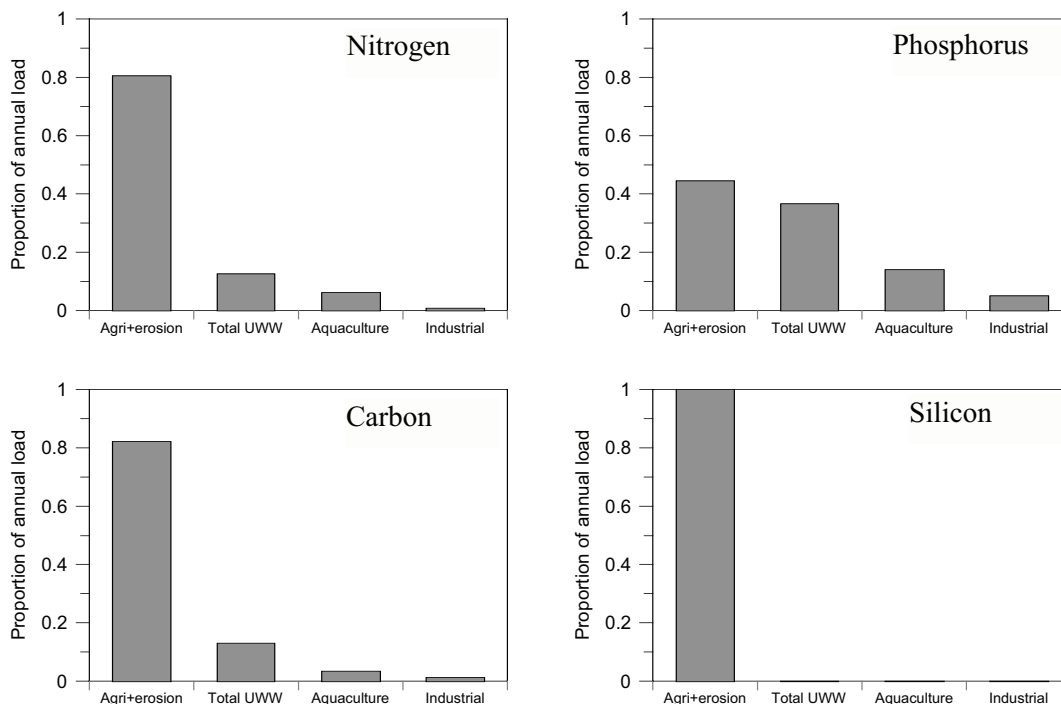 Nitrogen
Proportion of annual load
1
0.8
0.6
0.4
0.2
0
Agri+erosion Total UWW Aquaculture Industrial
Phosphorus
Proportion of annual load
1
0.8
0.6
0.4
0.2
0
Agri+erosion Total UWW Aquaculture Industrial
Carbon
Proportion of annual load
1
0.8
0.6
0.4
0.2
0
Agri+erosion Total UWW Aquaculture Industrial
Silicon
Proportion of annual load
1
0.8
0.6
0.4
0.2
0
Agri+erosion Total UWW Aquaculture Industrial